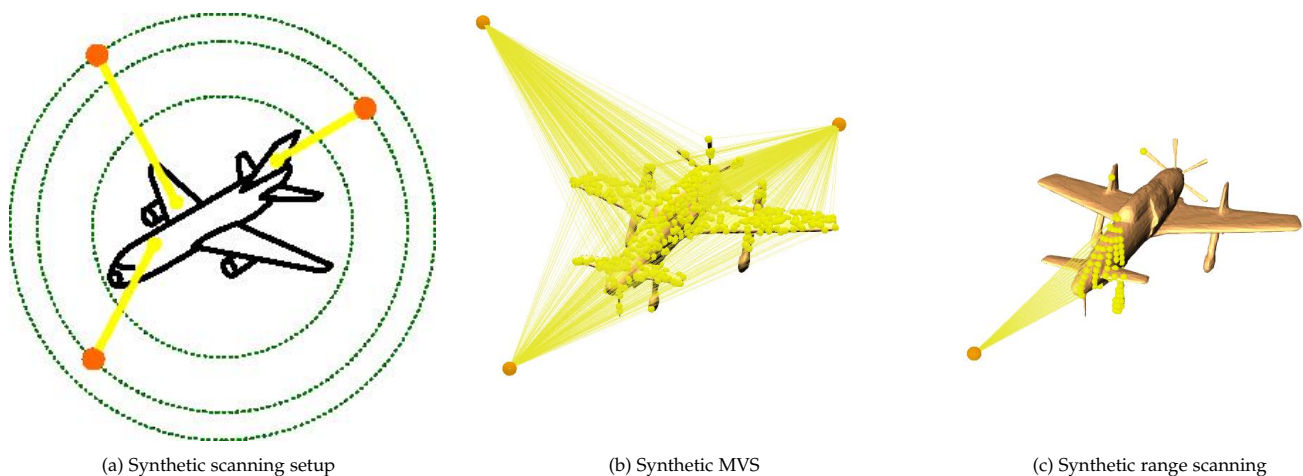 (a) Synthetic scanning setup
(b) Synthetic MVS
(c) Synthetic range scanning